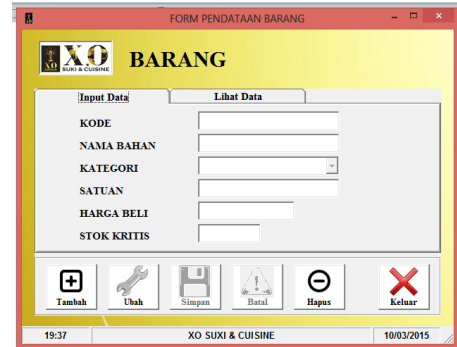 FORM PENDATAAN BARANG
XO X.O BARANG
SUKI & CUISINE
Input Data Lihat Data
KODE
NAMA BAHAN
KATEGORI
SATUAN
HARGA BELI
STOK KRITIS
Tambah Ubah Simpan Batal Hapus Keluar
19:37 XO SUXI & CUISINE 10/03/2015